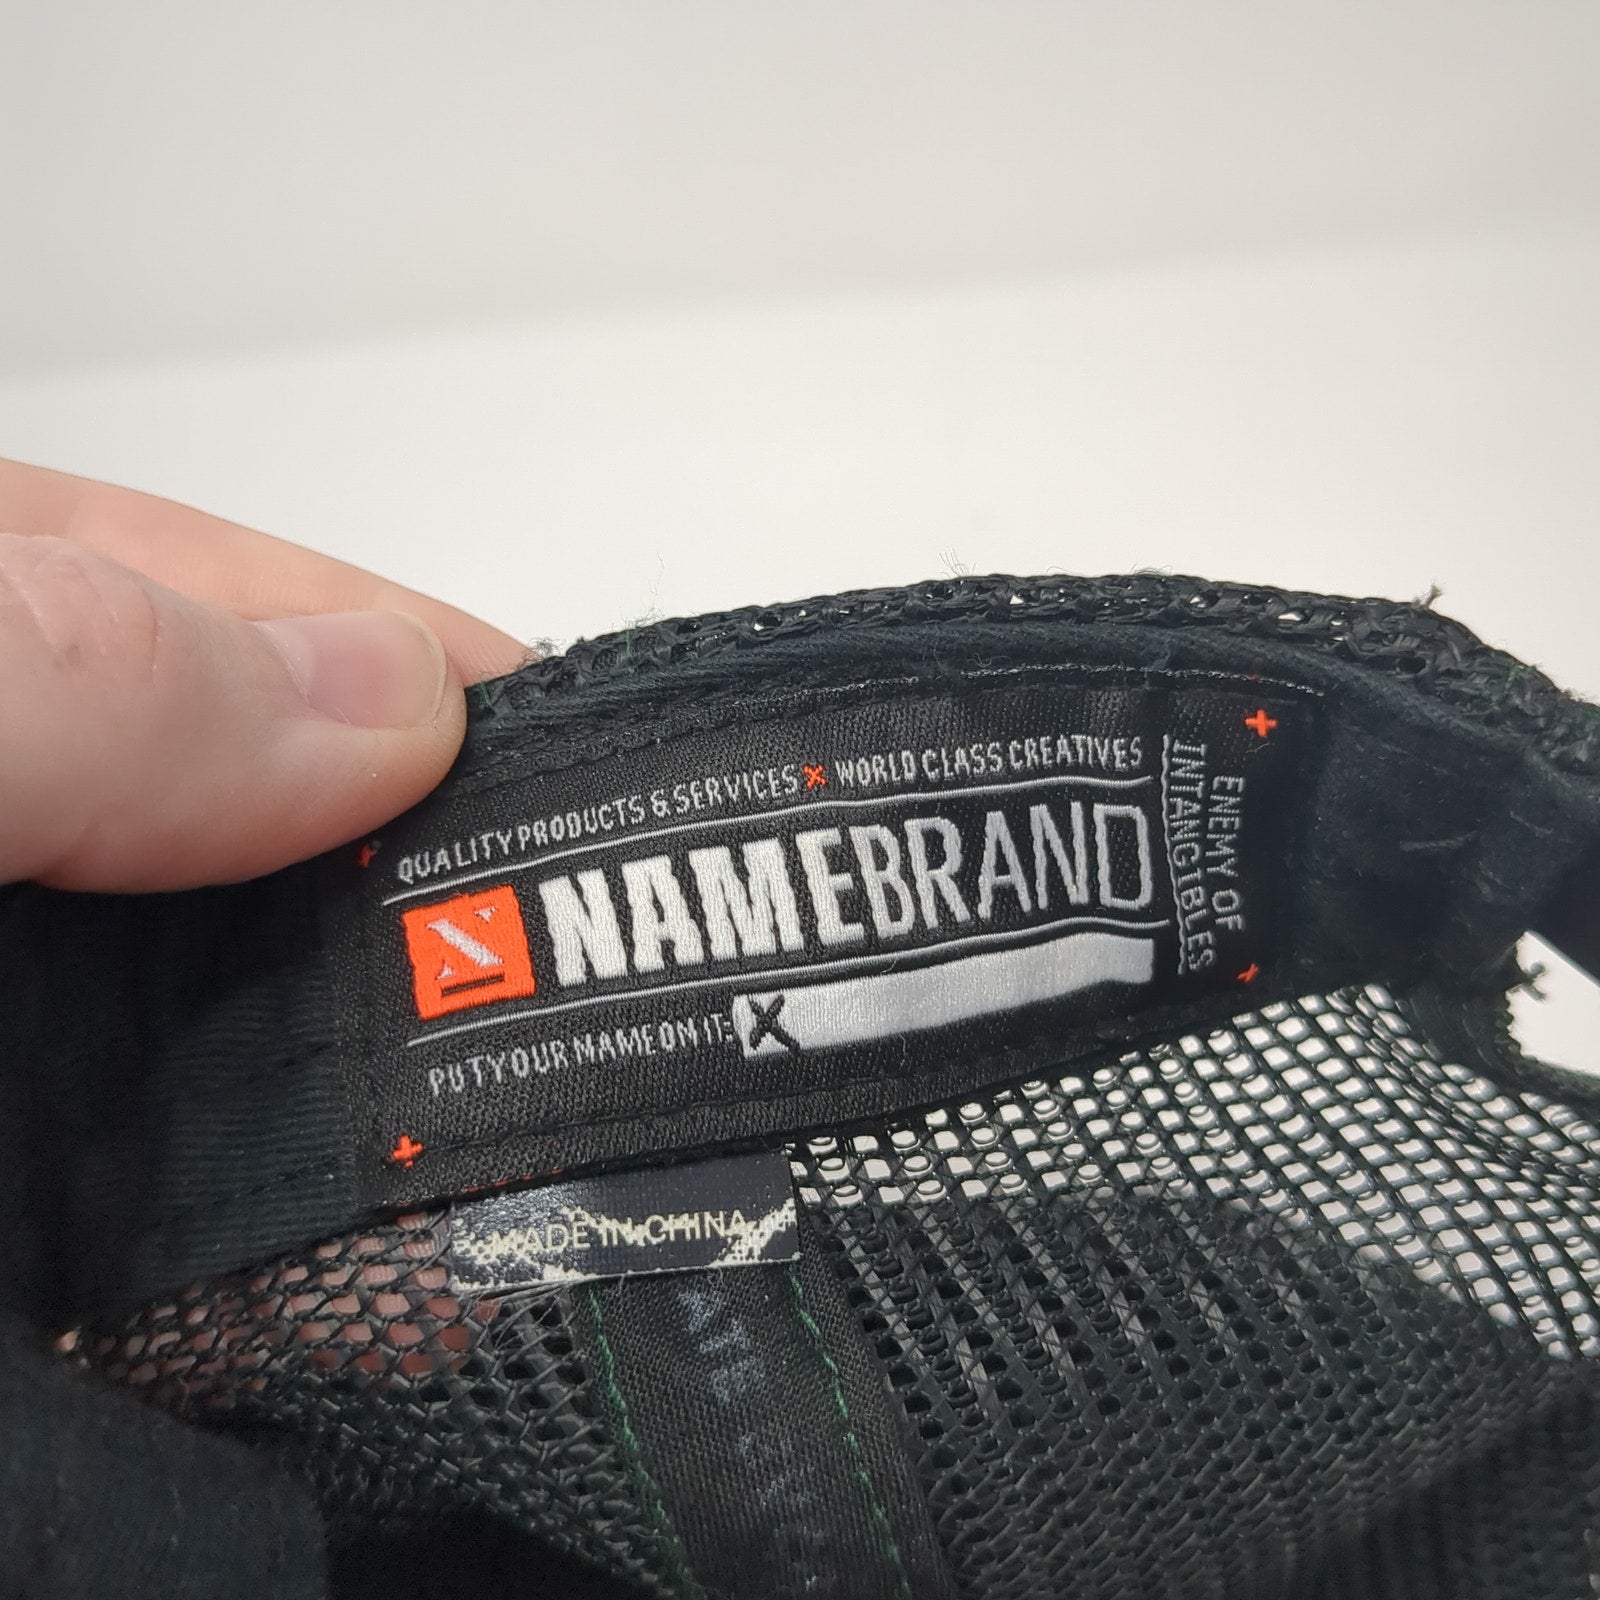 QUALITY PRODUCTS & SERVICES × WORLD CLASS CREATIVES
N NAMEBRAND
PUT YOUR NAME ON IT: X
ENEMY OF
INTANGIBLES
MADE IN CHINA